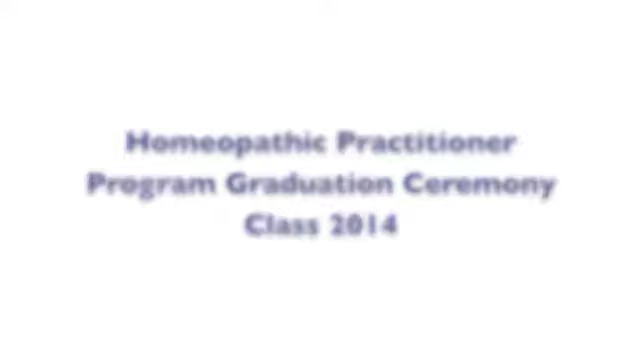 Homeopathic Practitioner
Program Graduation Ceremony
Class 2014